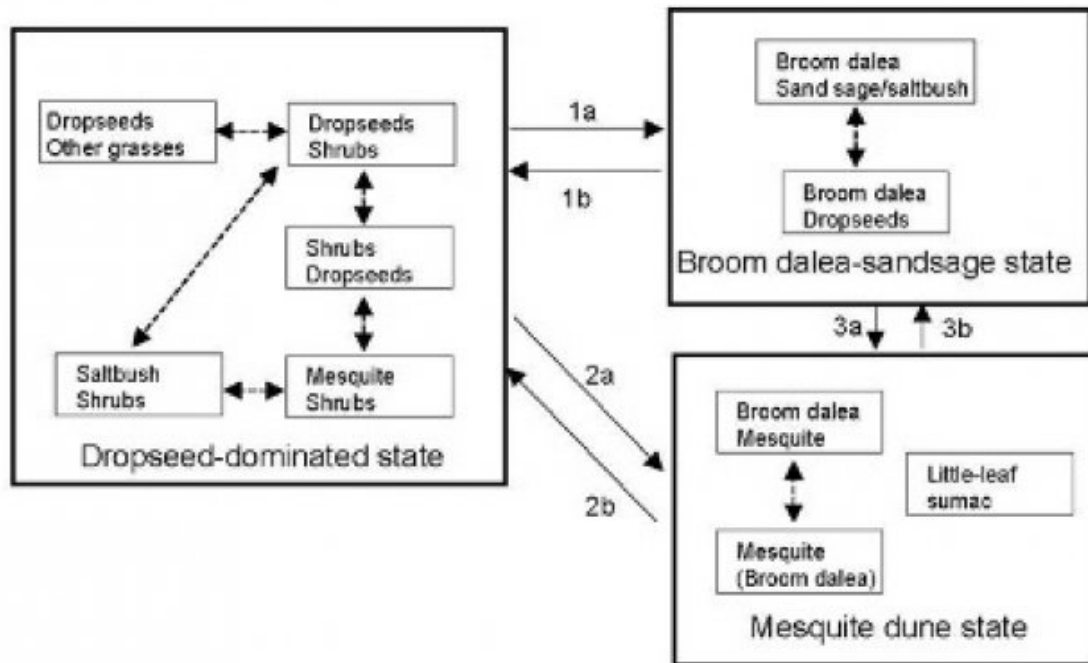 Dropseeds
Other grasses
Dropseeds
Shrubs
Shrubs
Dropseeds
Saltbush
Shrubs
Mesquite
Shrubs
Dropseed-dominated state
1a
1b
2a
2b
Broom dalea
Sand sage/saltbush
Broom dalea
Dropseeds
Broom dalea-sandsage state
3a
3b
Broom dalea
Mesquite
Little-leaf
sumac
Mesquite
(Broom dalea)
Mesquite dune state